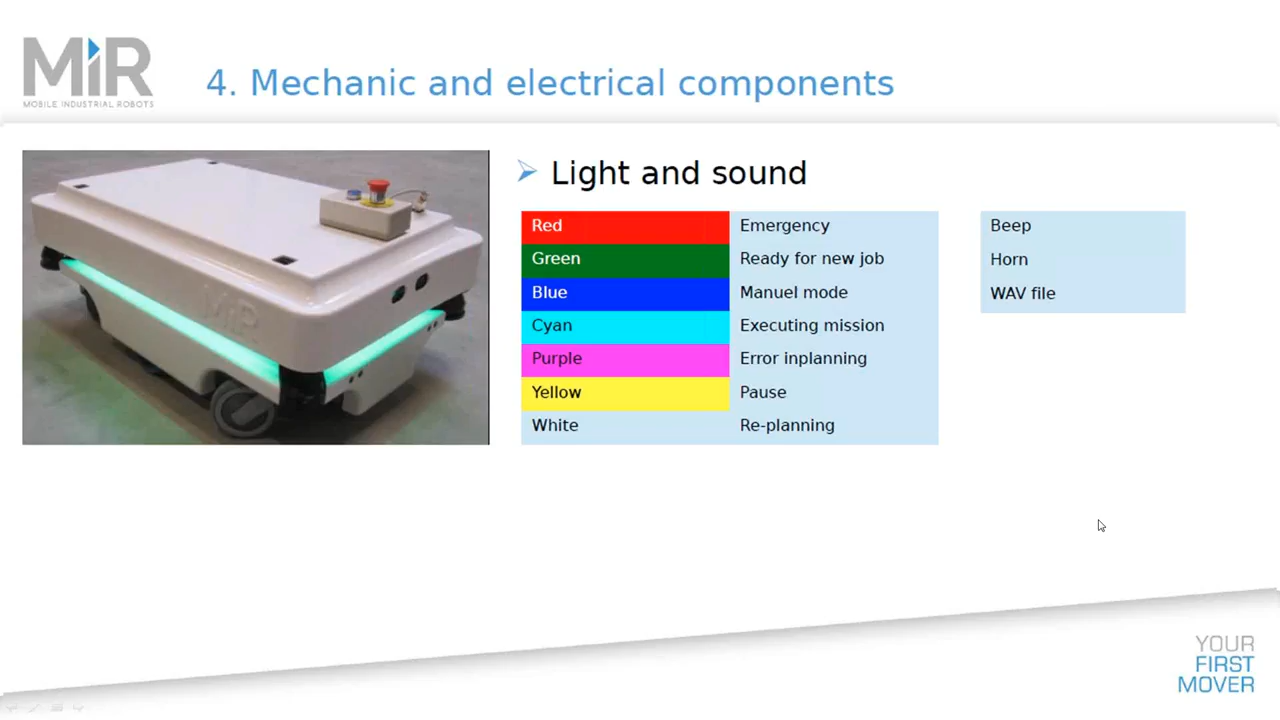 MiR
MOBILE INDUSTRIAL ROBOTS
4. Mechanic and electrical components
MiR
Light and sound
Red Emergency
Green Ready for new job
Blue Manuel mode
Cyan Executing mission
Purple Error inplanning
Yellow Pause
White Re-planning
Beep
Horn
WAV file
YOUR
FIRST
MOVER